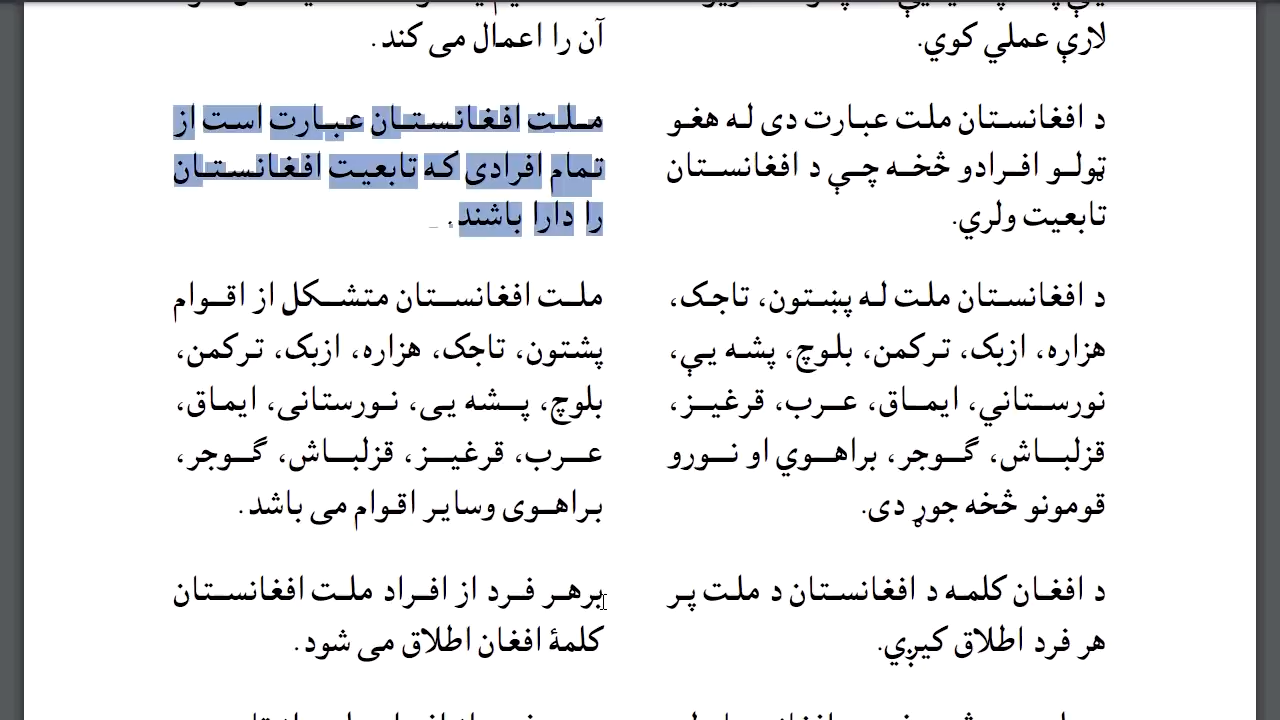 لارې عملي کوي.
د افغانستان ملت عبارت دی له هغو
ټولو افرادو څخه چې د افغانستان
تابعیت ولري.
د افغانستان ملت له پښتون، تاجک،
هزاره، ازبک، ترکمن، بلوچ، پشه یې،
نورستاني، ایماق، عرب، قرغیز،
قزلباش، گوجر، براهوي او نورو
قومونو څخه جوړ دی.
د افغان کلمه د افغانستان د ملت پر
هر فرد اطلاق کیږي.
آن را اعمال می کند.
ملت افغانستان عبارت است از
تمام افرادی که تابعیت افغانستان
را دارا باشند.
ملت افغانستان متشکل از اقوام
پشتون، تاجک، هزاره، ازبک، ترکمن،
بلوچ، پشه یی، نورستانی، ایماق،
عرب، قرغیز، قزلباش، گوجر،
براهوی وسایر اقوام می باشد.
برهر فرد از افراد ملت افغانستان
کلمۀ افغان اطلاق می شود.